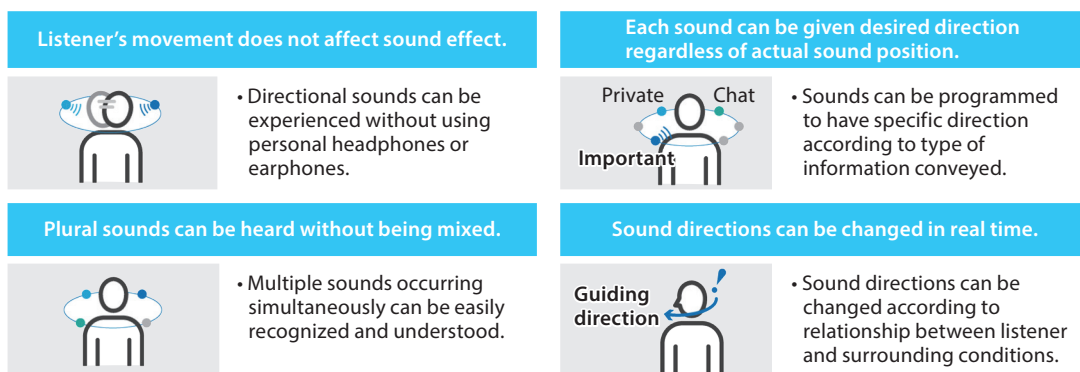 Listener's movement does not affect sound effect.
• Directional sounds can be
experienced without using
personal headphones or
earphones.
Each sound can be given desired direction
regardless of actual sound position.
Private Chat
Important
• Sounds can be programmed
to have specific direction
according to type of
information conveyed.
Plural sounds can be heard without being mixed.
• Multiple sounds occurring
simultaneously can be easily
recognized and understood.
Sound directions can be changed in real time.
Guiding
direction
• Sound directions can be
changed according to
relationship between listener
and surrounding conditions.